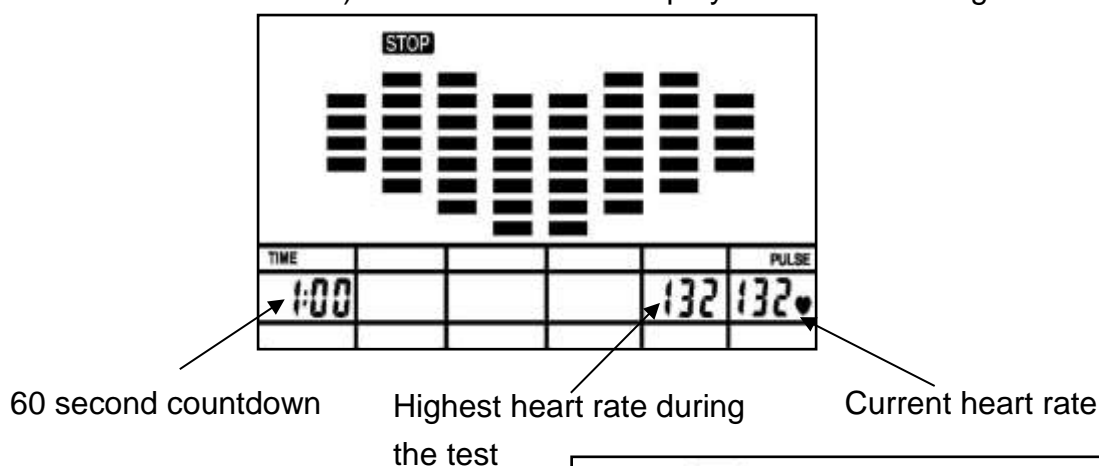 STOP
TIME PULSE
1:00 132 132
60 second countdown Highest heart rate during Current heart rate
the test